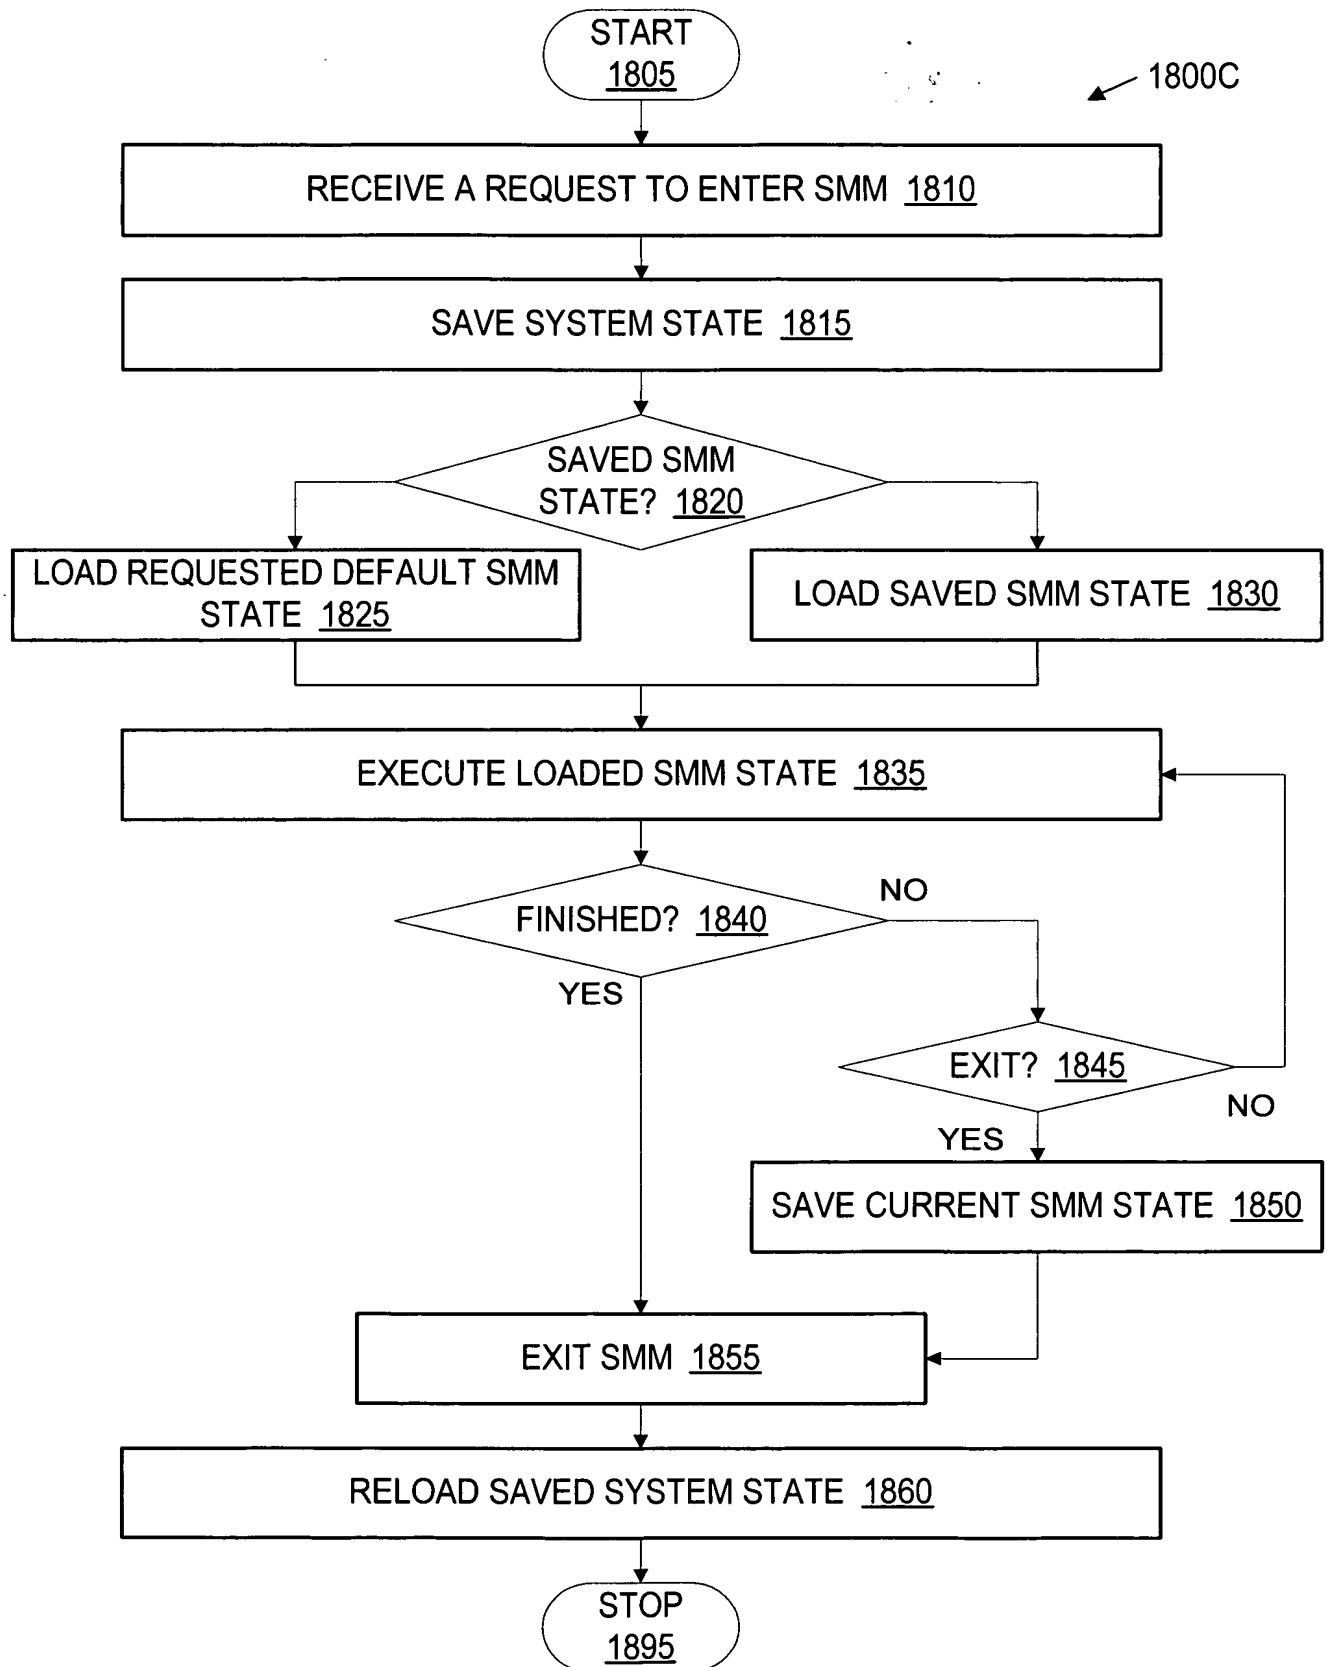 START
1805
1800C
RECEIVE A REQUEST TO ENTER SMM 1810
SAVE SYSTEM STATE 1815
SAVED SMM
STATE? 1820
LOAD REQUESTED DEFAULT SMM
STATE 1825
LOAD SAVED SMM STATE 1830
EXECUTE LOADED SMM STATE 1835
NO
FINISHED? 1840
YES
EXIT? 1845
NO
YES
SAVE CURRENT SMM STATE 1850
EXIT SMM 1855
RELOAD SAVED SYSTEM STATE 1860
STOP
1895